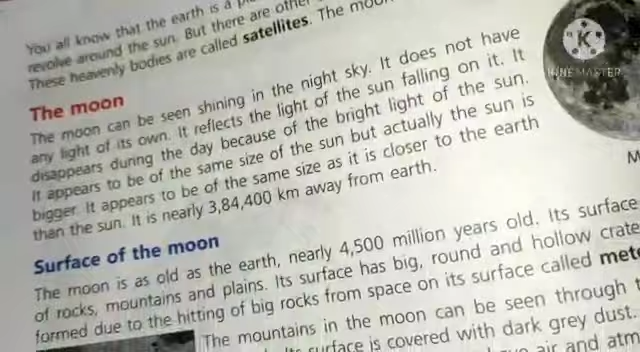 You all know that the earth is a
revolve around the sun. But there are other
These heavenly bodies are called satellites. The moon
The moon
The moon can be seen shining in the night sky. It does not have
any light of its own. It reflects the light of the sun falling on it. It
disappears during the day because of the bright light of the sun.
It appears to be of the same size of the sun but actually the sun is
bigger. It appears to be of the same size as it is closer to the earth
than the sun. It is nearly 3,84,400 km away from earth.
Surface of the moon
The moon is as old as the earth, nearly 4,500 million years old. Its surface
of rocks, mountains and plains. Its surface has big, round and hollow crate
formed due to the hitting of big rocks from space on its surface called mete
The mountains in the moon can be seen through t
surface is covered with dark grey dust.
air and atm
K
KINEMASTER
M